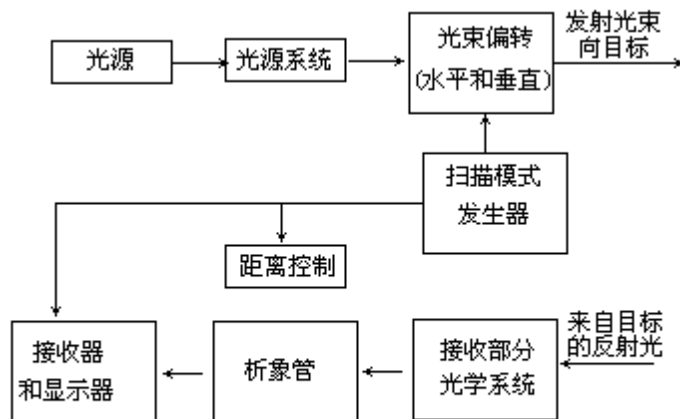 光源
光源系统
光束偏转
(水平和垂直)
发射光束
向目标
扫描模式
发生器
距离控制
接收器
和显示器
析象管
接收部分
光学系统
来自目标
的反射光